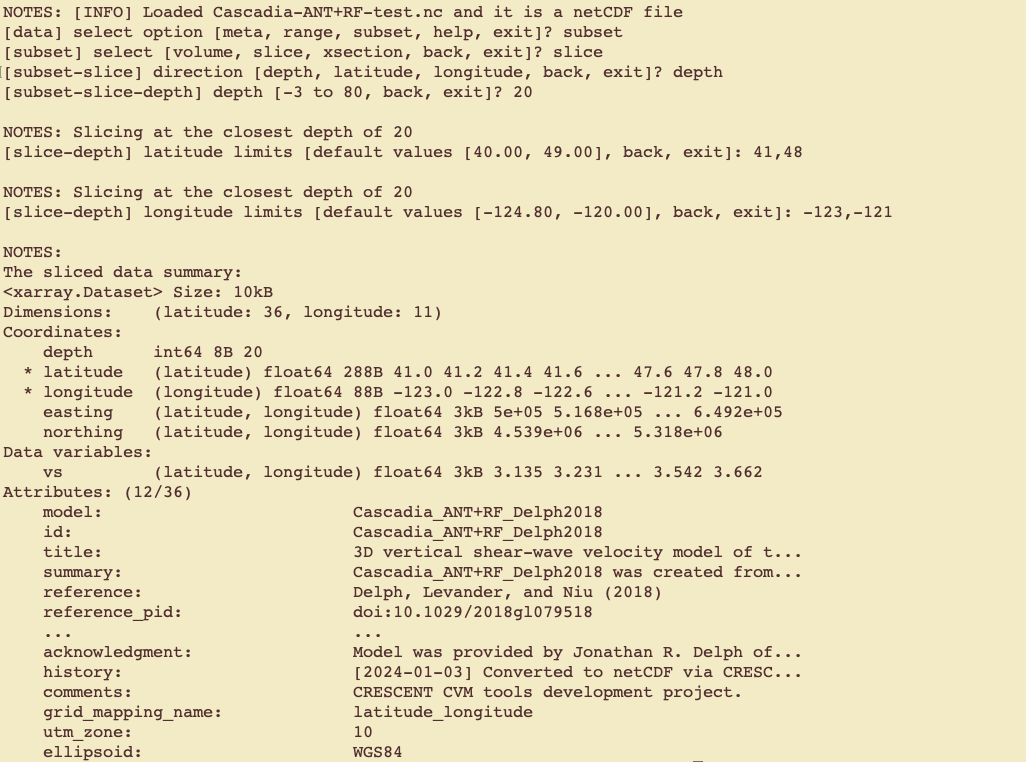 NOTES: [INFO] Loaded Cascadia-ANT+RF-test.nc and it is a netCDF file
[data] select option [meta, range, subset, help, exit]? subset
[subset] select [volume, slice, xsection, back, exit]? slice
[subset-slice] direction [depth, latitude, longitude, back, exit]? depth
[subset-slice-depth] depth [-3 to 80, back, exit]? 20

NOTES: Slicing at the closest depth of 20
[slice-depth] latitude limits [default values [40.00, 49.00], back, exit]: 41,48

NOTES: Slicing at the closest depth of 20
[slice-depth] longitude limits [default values [-124.80, -120.00], back, exit]: -123,-121

NOTES:
The sliced data summary:
<xarray.Dataset> Size: 10kB
Dimensions:    (latitude: 36, longitude: 11)
Coordinates:
    depth      int64 8B 20
  * latitude   (latitude) float64 288B 41.0 41.2 41.4 41.6 ... 47.6 47.8 48.0
  * longitude  (longitude) float64 88B -123.0 -122.8 -122.6 ... -121.2 -121.0
    easting    (latitude, longitude) float64 3kB 5e+05 5.168e+05 ... 6.492e+05
    northing   (latitude, longitude) float64 3kB 4.539e+06 ... 5.318e+06
Data variables:
    vs         (latitude, longitude) float64 3kB 3.135 3.231 ... 3.542 3.662
Attributes: (12/36)
    model:                         Cascadia_ANT+RF_Delph2018
    id:                            Cascadia_ANT+RF_Delph2018
    title:                         3D vertical shear-wave velocity model of t...
    summary:                       Cascadia_ANT+RF_Delph2018 was created from...
    reference:                     Delph, Levander, and Niu (2018)
    reference_pid:                 doi:10.1029/2018gl079518
    ...                            ...
    acknowledgment:                Model was provided by Jonathan R. Delph of...
    history:                       [2024-01-03] Converted to netCDF via CRESC...
    comments:                      CRESCENT CVM tools development project.
    grid_mapping_name:             latitude_longitude
    utm_zone:                      10
    ellipsoid:                     WGS84